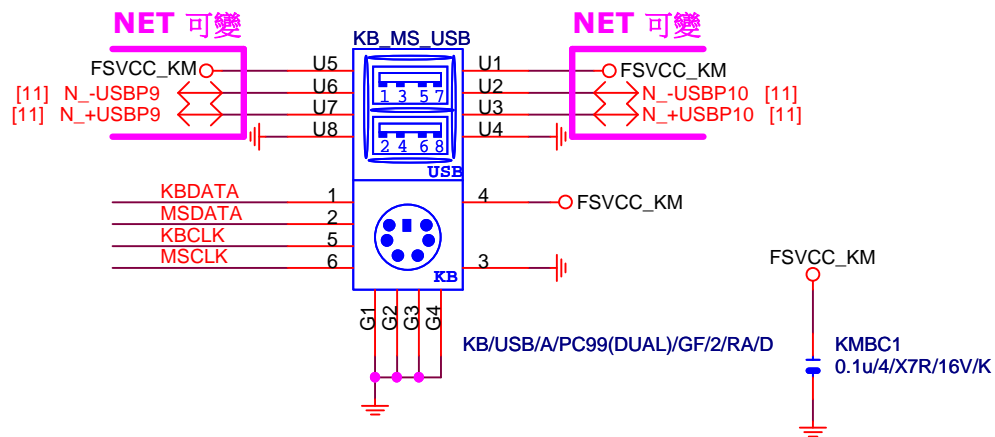 NET 可變
NET 可變
KB_MS_USB
FSVCC_KM
U5
U1
FSVCC_KM
[11] N_-USBP9
U6
U2
N_-USBP10 [11]
[11] N_+USBP9
U7
U3
N_+USBP10 [11]
U8
U4
1 3 5 7
2 4 6 8
USB
KBDATA
1
4
FSVCC_KM
MSDATA
2
KBCLK
5
MSCLK
6
3
KB
FSVCC_KM
G1
G2
G3
G4
KB/USB/A/PC99(DUAL)/GF/2/RA/D
KMBC1
0.1u/4/X7R/16V/K